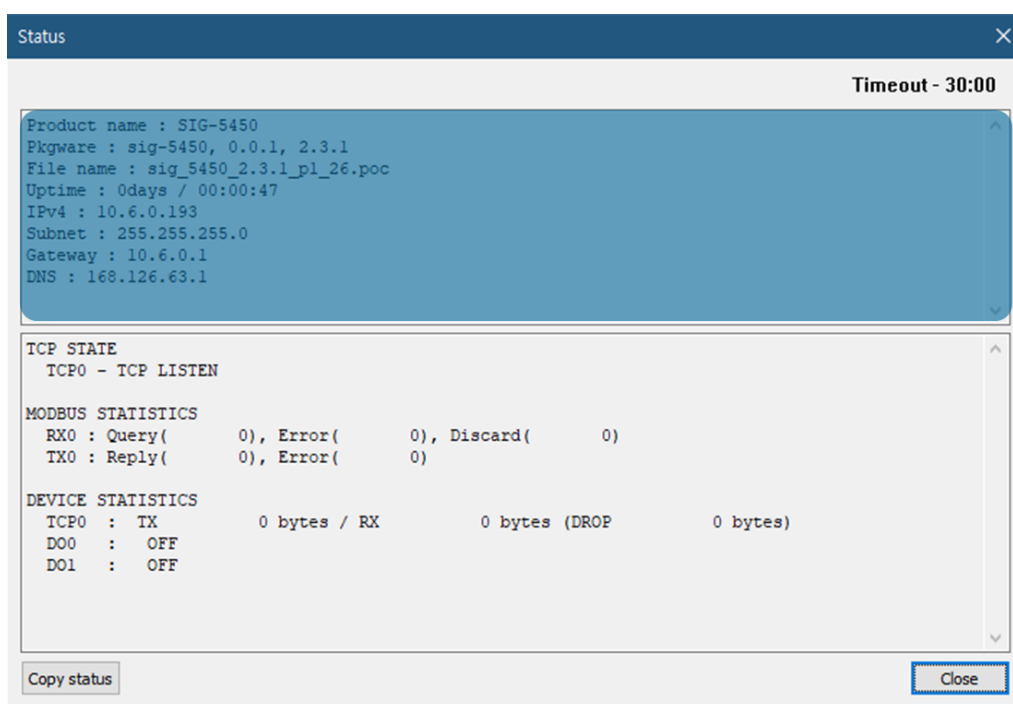 Status
Timeout - 30:00
Product name : SIG-5450
Pkgware : sig-5450, 0.0.1, 2.3.1
File name : sig_5450_2.3.1_p1_26.poc
Uptime : 0days / 00:00:47
IPv4 : 10.6.0.193
Subnet : 255.255.255.0
Gateway : 10.6.0.1
DNS : 168.126.63.1
TCP STATE
TCP0 - TCP LISTEN
MODBUS STATISTICS
RX0 : Query( 0), Error( 0), Discard( 0)
TX0 : Reply( 0), Error( 0)
DEVICE STATISTICS
TCP0 : TX 0 bytes / RX 0 bytes (DROP 0 bytes)
DO0 : OFF
DO1 : OFF
Copy status
Close